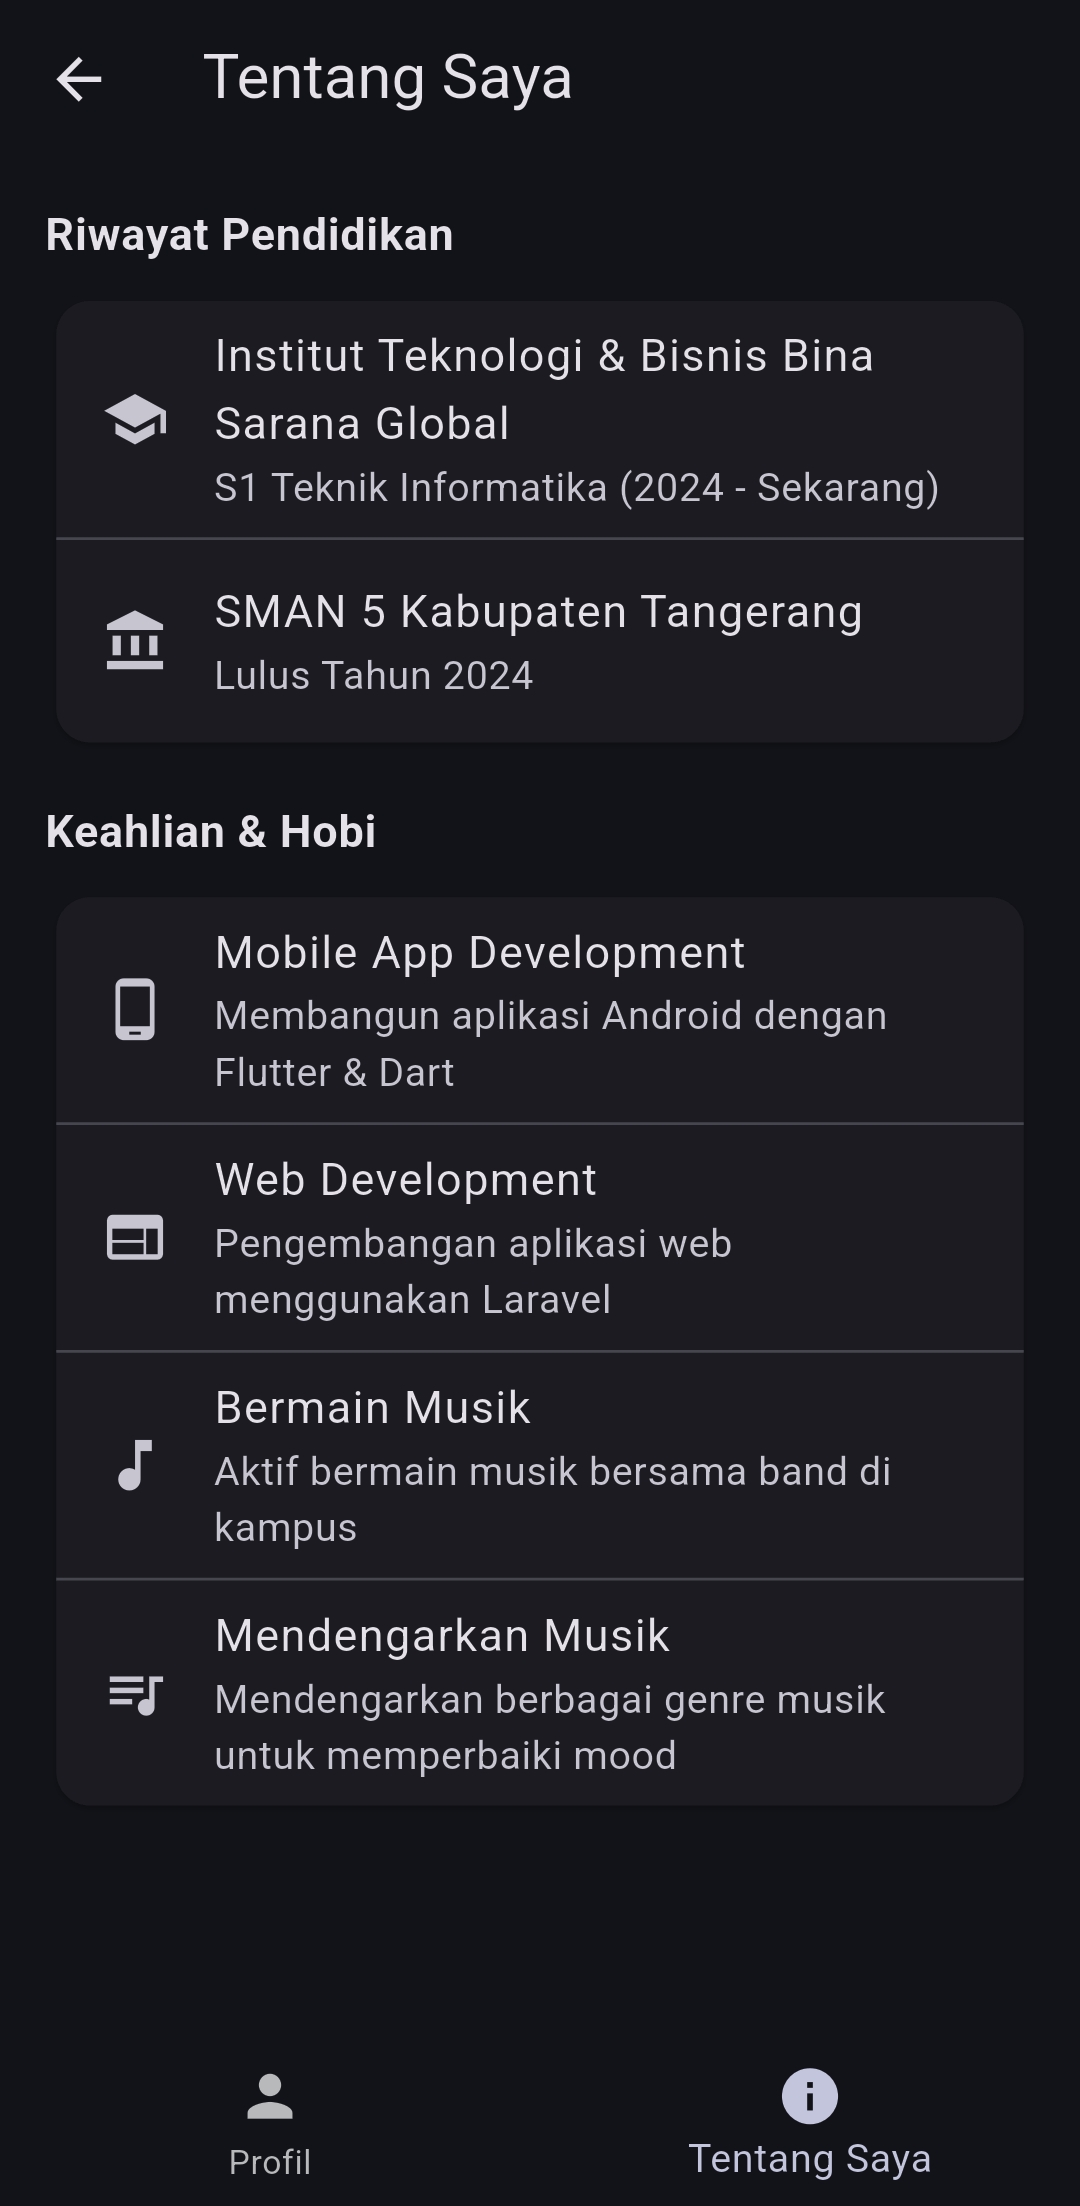 Tentang Saya
Riwayat Pendidikan
Institut Teknologi & Bisnis Bina
Sarana Global
S1 Teknik Informatika (2024 - Sekarang)
SMAN 5 Kabupaten Tangerang
Lulus Tahun 2024
Keahlian & Hobi
Mobile App Development
Membangun aplikasi Android dengan
Flutter & Dart
Web Development
Pengembangan aplikasi web
menggunakan Laravel
Bermain Musik
Aktif bermain musik bersama band di
kampus
Mendengarkan Musik
Mendengarkan berbagai genre musik
untuk memperbaiki mood
Profil
Tentang Saya